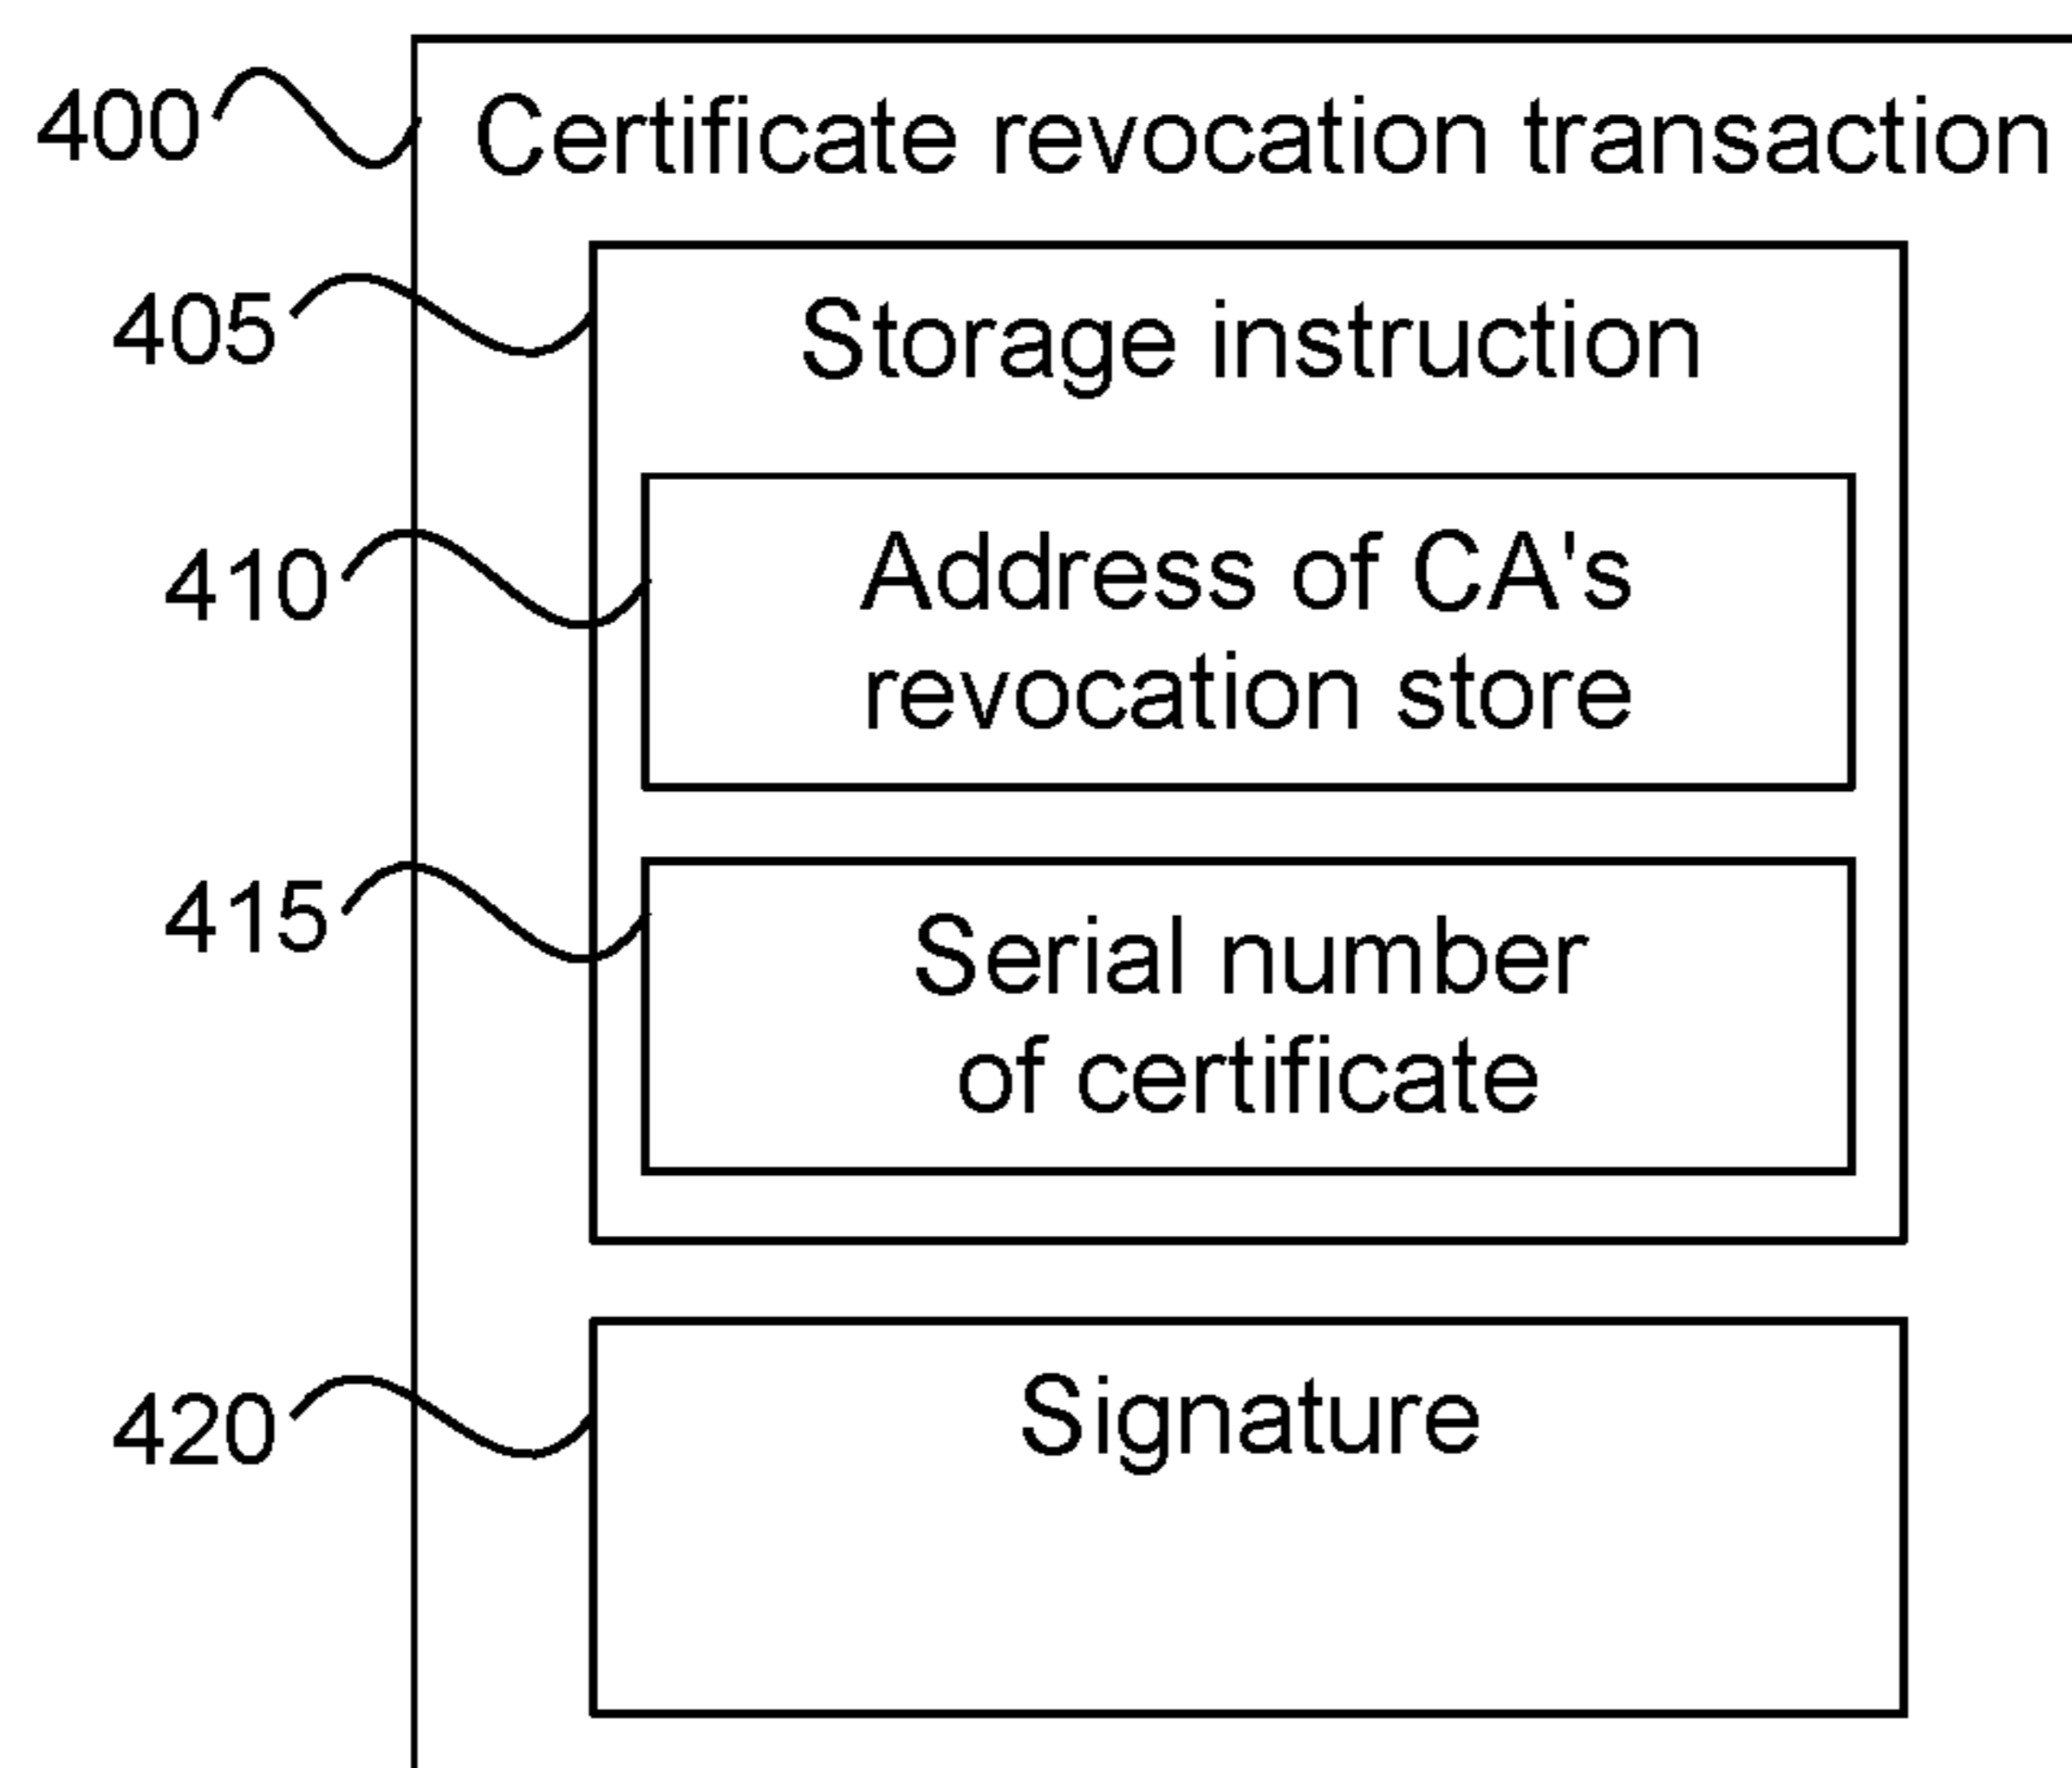 400 Certificate revocation transaction
405 Storage instruction
410 Address of CA's
revocation store
415 Serial number
of certificate
420 Signature